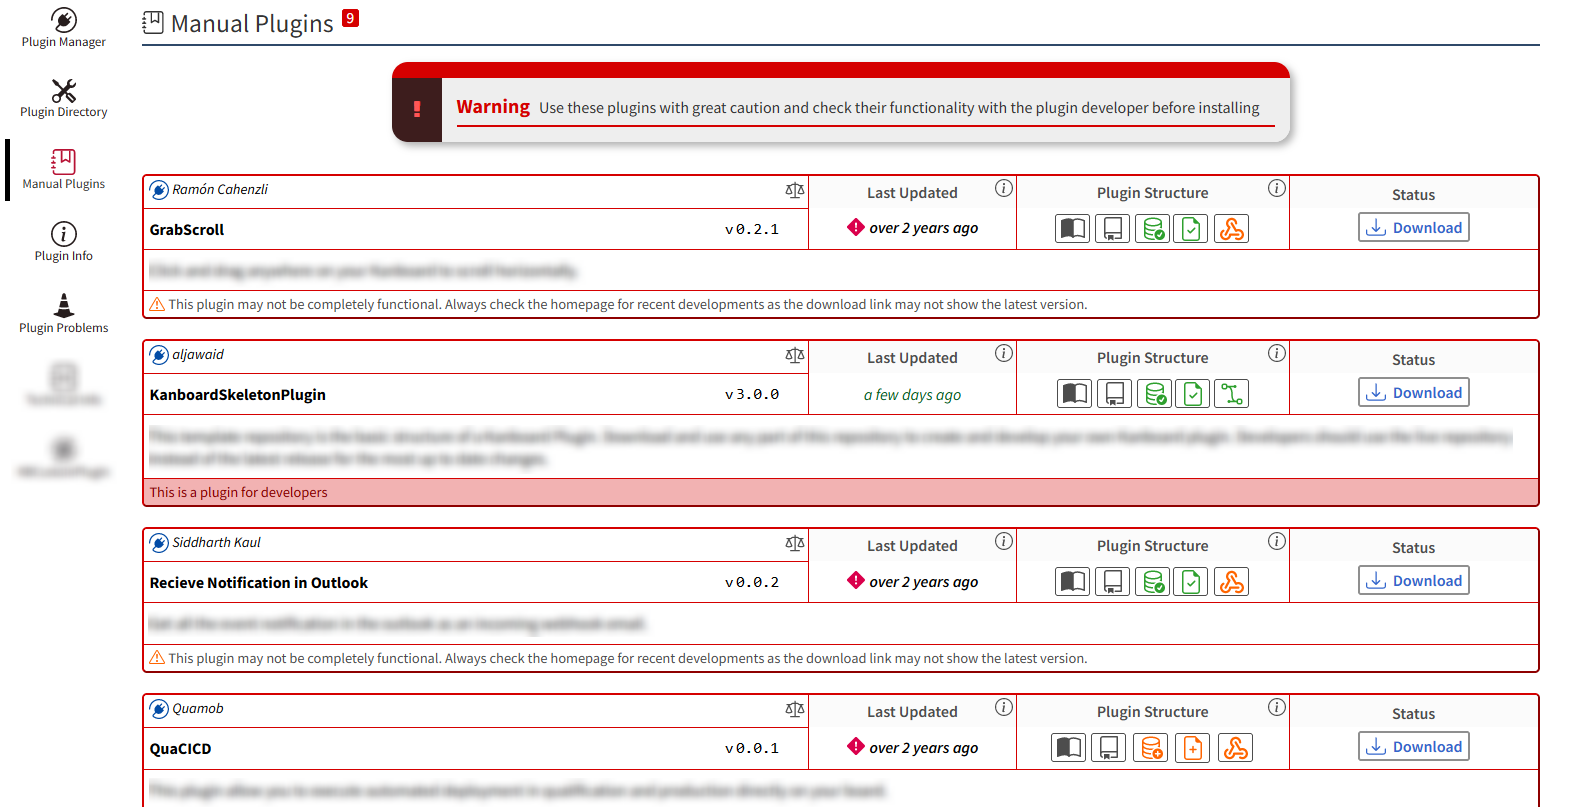 Plugin Manager
Plugin Directory
Manual Plugins
Plugin Info
Plugin Problems
Manual Plugins 9
! Warning Use these plugins with great caution and check their functionality with the plugin developer before installing
Ramón Cahenzli
GrabScroll v0.2.1
Last Updated
over 2 years ago
Plugin Structure
Status
Download
This plugin may not be completely functional. Always check the homepage for recent developments as the download link may not show the latest version.
aljawaid
KanboardSkeletonPlugin v3.0.0
Last Updated
a few days ago
Plugin Structure
Status
Download
This is a plugin for developers
Siddharth Kaul
Recieve Notification in Outlook v0.0.2
Last Updated
over 2 years ago
Plugin Structure
Status
Download
This plugin may not be completely functional. Always check the homepage for recent developments as the download link may not show the latest version.
Quamob
QuaCICD v0.0.1
Last Updated
over 2 years ago
Plugin Structure
Status
Download